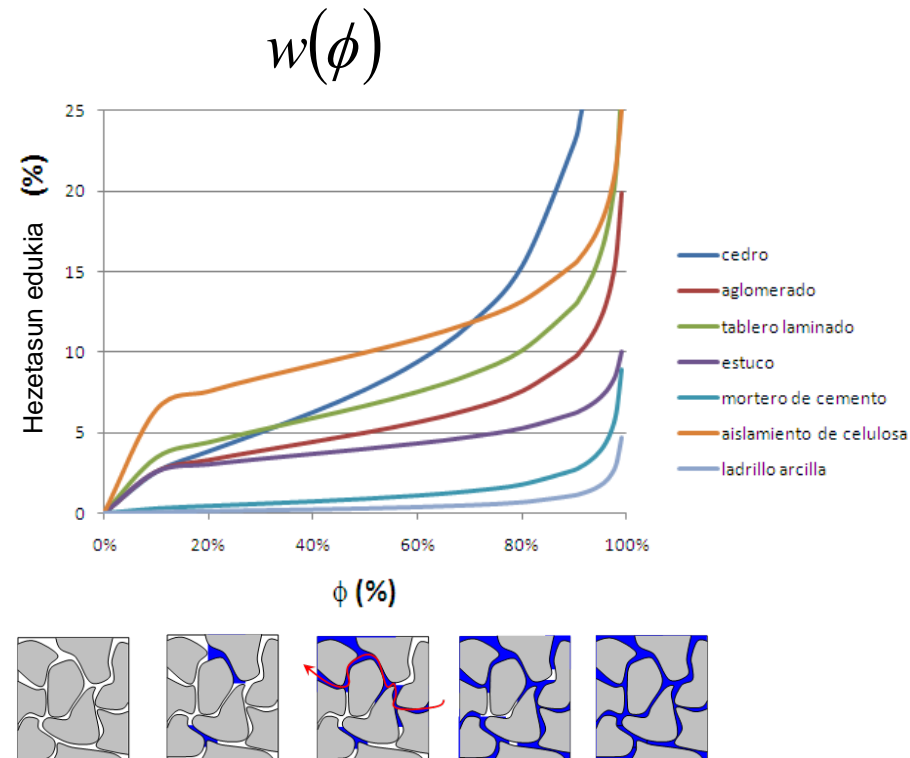 w(ϕ)
Hezetasun edukia (%)
25
20
15
10
5
0
0% 20% 40% 60% 80% 100%
ϕ (%)
cedro
aglomerado
tablero laminado
estuco
mortero de cemento
aislamiento de celulosa
ladrillo arcilla